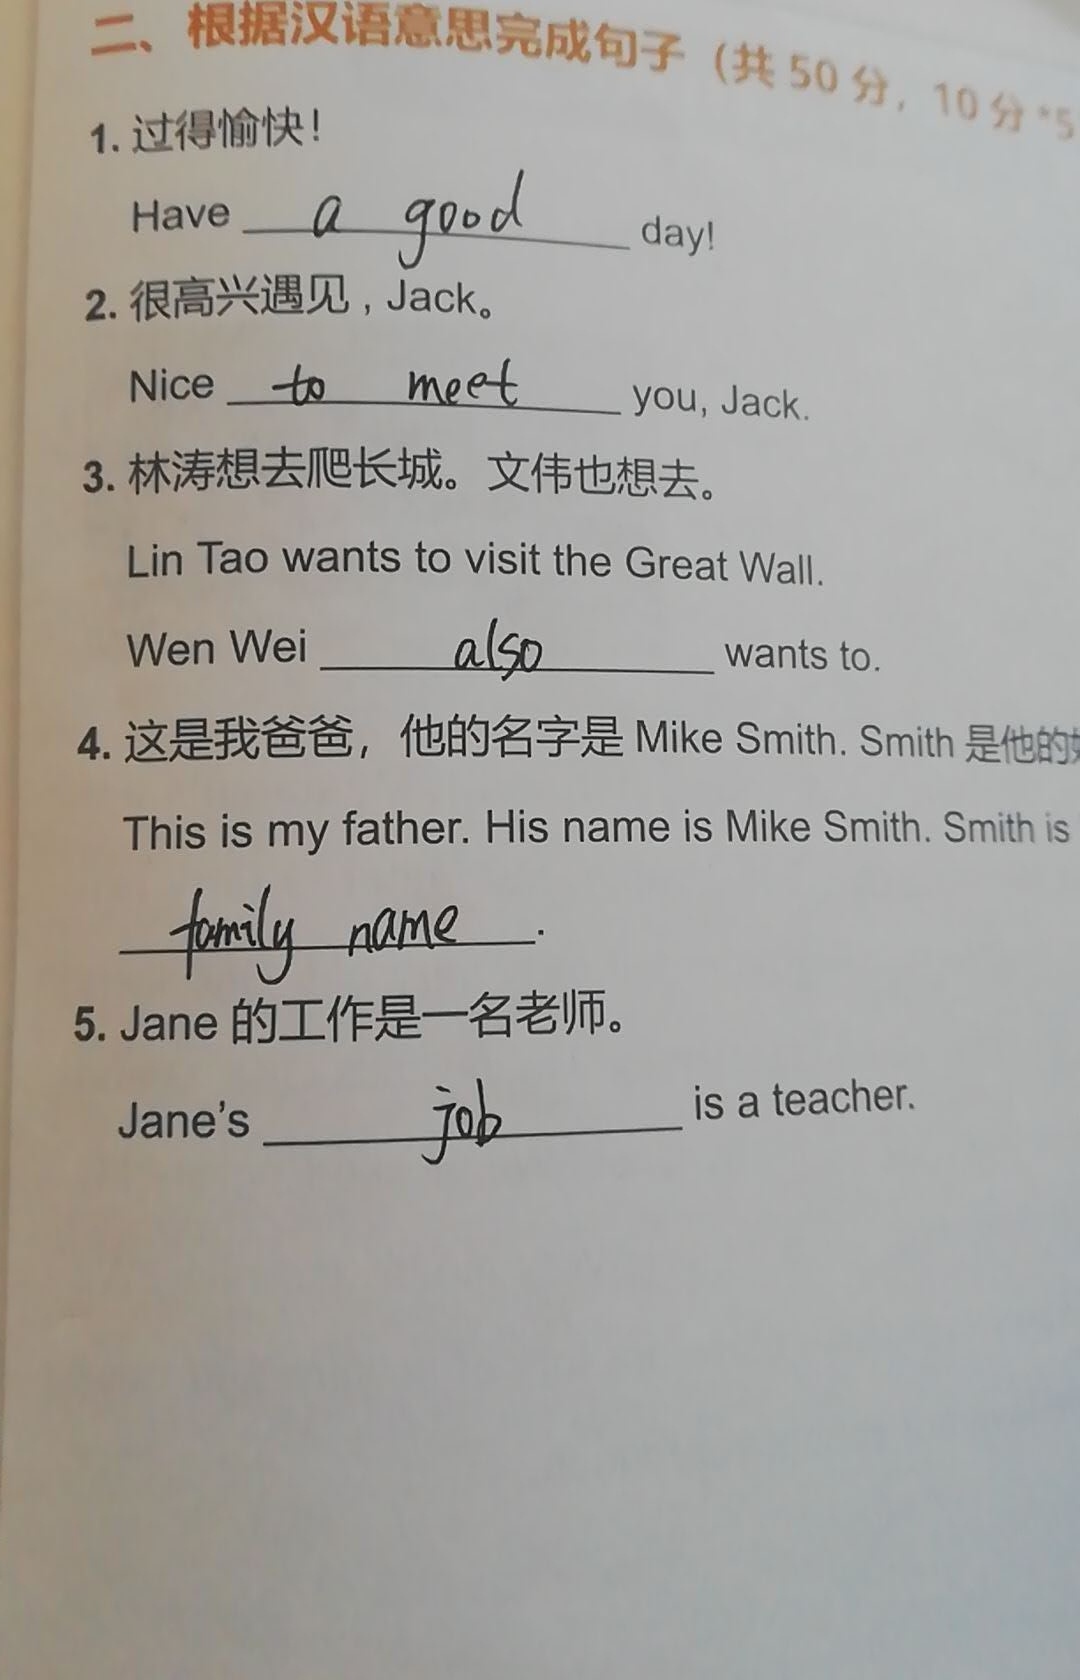 二、根据汉语意思完成句子（共 50 分，10 分 *5
1. 过得愉快！
Have a good day!
2. 很高兴遇见，Jack。
Nice to meet you, Jack.
3. 林涛想去爬长城。文伟也想去。
Lin Tao wants to visit the Great Wall.
Wen Wei also wants to.
4. 这是我爸爸，他的名字是 Mike Smith. Smith 是他的
This is my father. His name is Mike Smith. Smith is
family name.
5. Jane 的工作是一名老师。
Jane's job is a teacher.